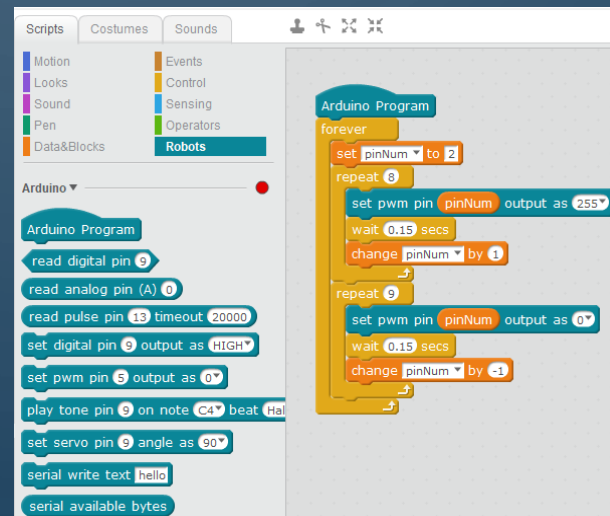 Scripts Costumes Sounds
Motion Events
Looks Control
Sound Sensing
Pen Operators
Data&Blocks Robots
Arduino
Arduino Program
read digital pin 9
read analog pin (A) 0
read pulse pin 13 timeout 20000
set digital pin 9 output as HIGH
set pwm pin 5 output as 0
play tone pin 9 on note C4 beat Hal
set servo pin 9 angle as 90
serial write text hello
serial available bytes
Arduino Program
forever
set pinNum to 2
repeat 8
set pwm pin pinNum output as 255
wait 0.15 secs
change pinNum by 1
repeat 9
set pwm pin pinNum output as 0
wait 0.15 secs
change pinNum by -1